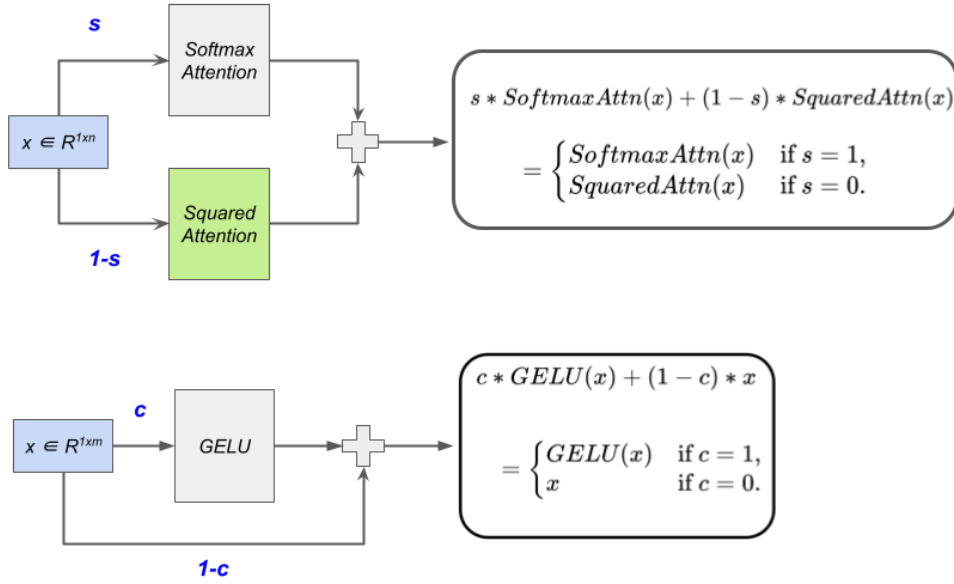 s
Softmax
Attention
x ∈ R^{1xn}
Squared
Attention
1-s
s * SoftmaxAttn(x) + (1 − s) * SquaredAttn(x)
= { SoftmaxAttn(x) if s = 1,
SquaredAttn(x) if s = 0.
c
x ∈ R^{1xm}
GELU
1-c
c * GELU(x) + (1 − c) * x
= { GELU(x) if c = 1,
x if c = 0.